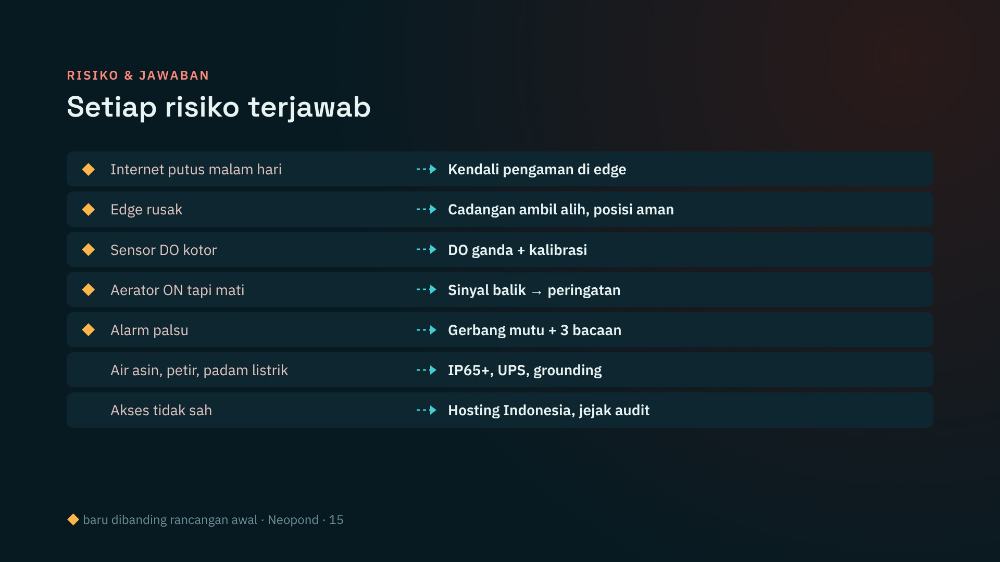 RISIKO & JAWABAN
Setiap risiko terjawab
Internet putus malam hari Kendali pengaman di edge
Edge rusak Cadangan ambil alih, posisi aman
Sensor DO kotor DO ganda + kalibrasi
Aerator ON tapi mati Sinyal balik → peringatan
Alarm palsu Gerbang mutu + 3 bacaan
Air asin, petir, padam listrik IP65+, UPS, grounding
Akses tidak sah Hosting Indonesia, jejak audit
baru dibanding rancangan awal · Neopond · 15